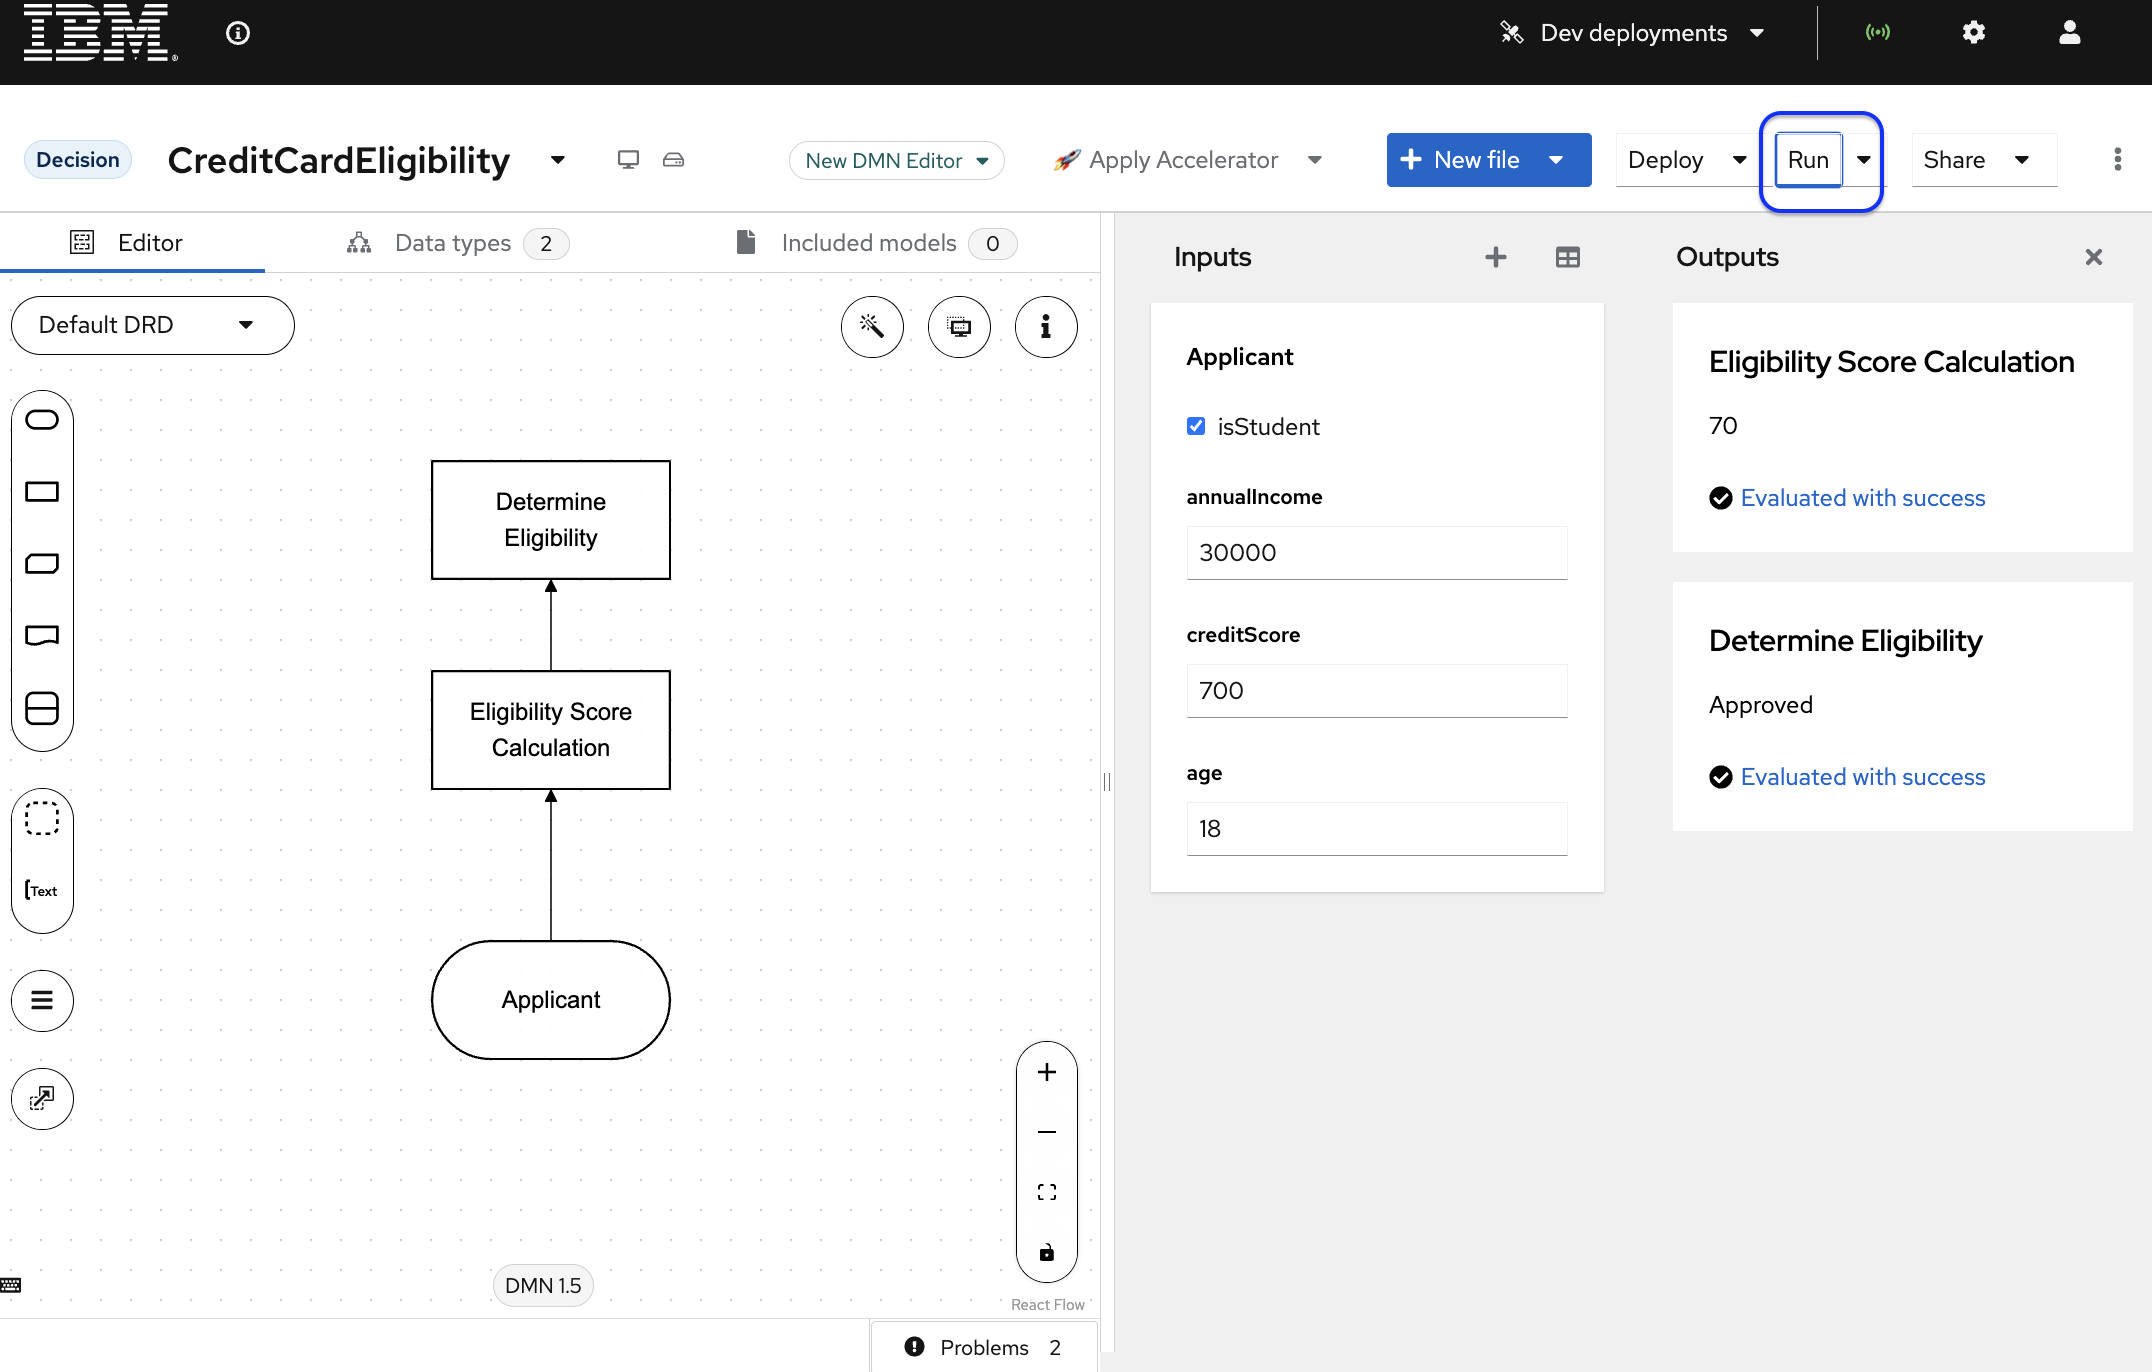 IBM
Dev deployments
Decision
CreditCardEligibility
New DMN Editor
Apply Accelerator
New file
Deploy
Run
Share
Editor
Data types 2
Included models 0
Inputs
Outputs
Default DRD
Applicant
isStudent
annualIncome
30000
creditScore
700
age
18
Eligibility Score Calculation
70
Evaluated with success
Determine Eligibility
Approved
Evaluated with success
Determine
Eligibility
Eligibility Score
Calculation
Applicant
Text
DMN 1.5
React Flow
Problems 2